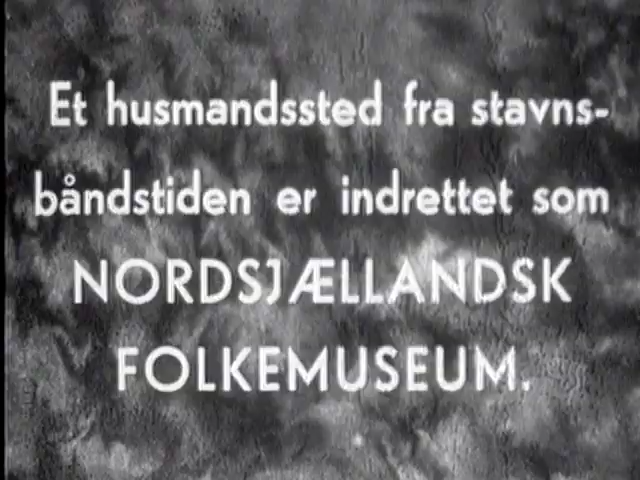 Et husmandssted fra stavns-
båndstiden er indrettet som
NORDSJÆLLANDSK
FOLKEMUSEUM.